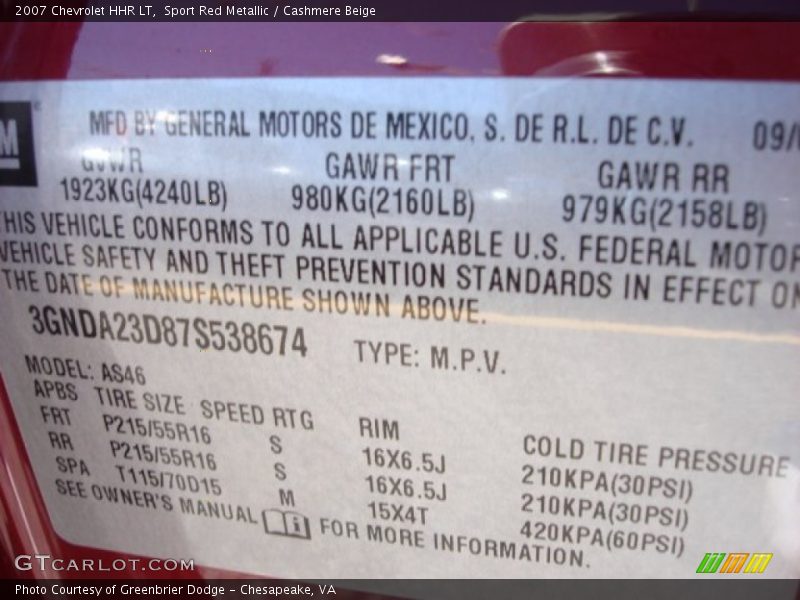 2007 Chevrolet HHR LT, Sport Red Metallic / Cashmere Beige
MFD BY GENERAL MOTORS DE MEXICO, S. DE R.L. DE C.V. 09/
GVWR GAWR FRT GAWR RR
1923KG(4240LB) 980KG(2160LB) 979KG(2158LB)
THIS VEHICLE CONFORMS TO ALL APPLICABLE U.S. FEDERAL MOTOR
VEHICLE SAFETY AND THEFT PREVENTION STANDARDS IN EFFECT ON
THE DATE OF MANUFACTURE SHOWN ABOVE.
3GNDA23D87S538674 TYPE: M.P.V.
MODEL: AS46
APBS TIRE SIZE SPEED RTG RIM COLD TIRE PRESSURE
FRT P215/55R16 S 16X6.5J 210KPA(30PSI)
RR P215/55R16 S 16X6.5J 210KPA(30PSI)
SPA T115/70D15 M 15X4T 420KPA(60PSI)
SEE OWNER'S MANUAL FOR MORE INFORMATION.
GTCARLOT.COM
Photo Courtesy of Greenbrier Dodge - Chesapeake, VA